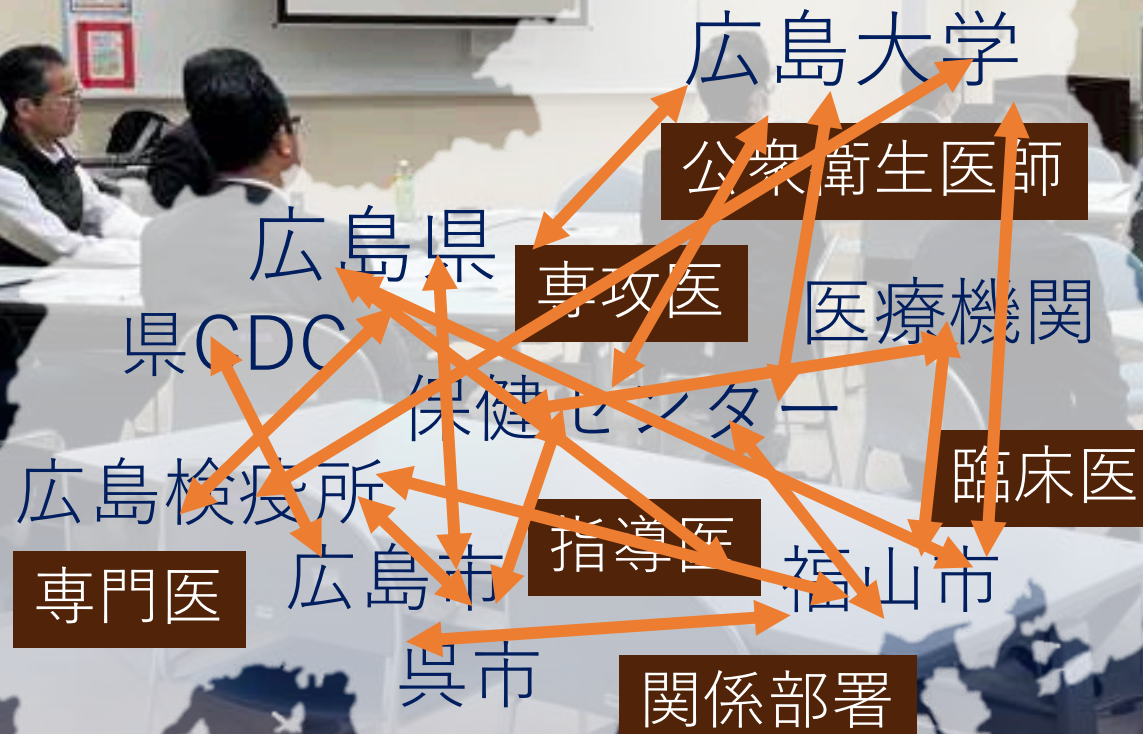 広島大学
公衆衛生医師
広島県
専攻医
医療機関
県CDC
保健センター
臨床医
広島検疫所
指導医
広島市
福山市
専門医
呉市
関係部署